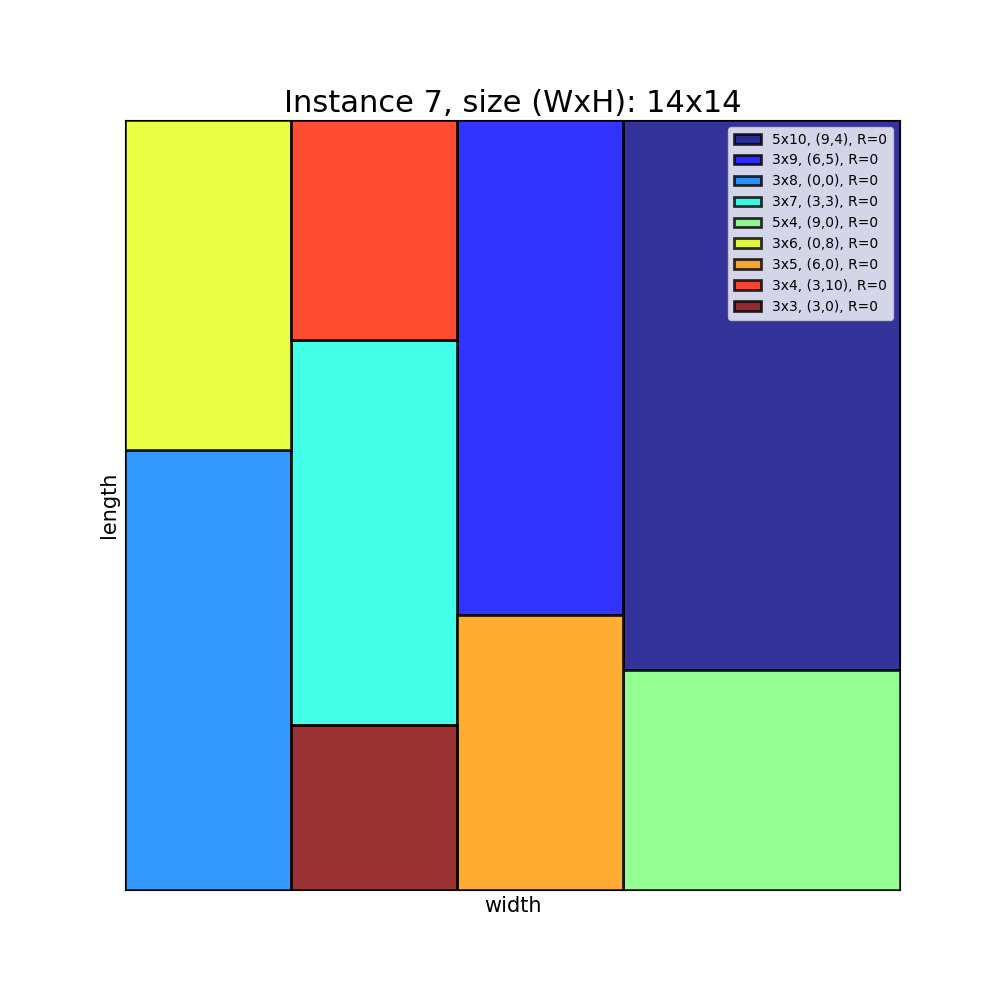 Instance 7, size (WxH): 14x14
5x10, (9,4), R=0
3x9, (6,5), R=0
3x8, (0,0), R=0
3x7, (3,3), R=0
5x4, (9,0), R=0
3x6, (0,8), R=0
3x5, (6,0), R=0
3x4, (3,10), R=0
3x3, (3,0), R=0
length
width